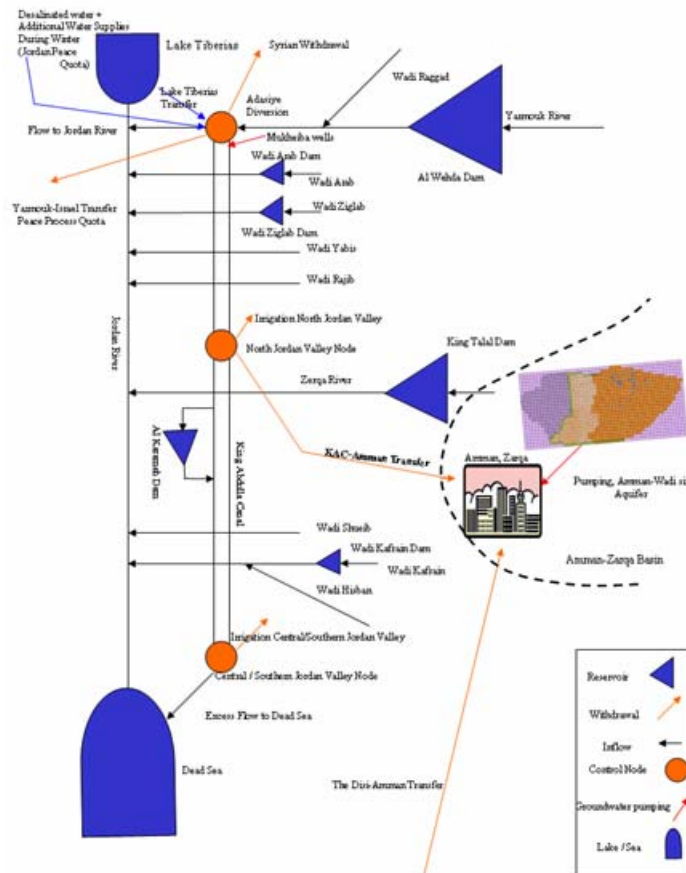 Desalinated water +
Additional Water Supplies
During Winter
(Jordan Peace
Quota)
Lake Tiberias
Syrian Withdrawal
Wadi Raggad
Lake Tiberias
Transfer
Adasiye
Diversion
Yarmouk River
Flow to Jordan River
Mukheiba wells
Al Wehda Dam
Wadi Arab Dam
Wadi Arab
Yarmouk-Israel Transfer
Peace Process Quota
Wadi Ziglab
Wadi Ziglab Dam
Wadi Yabis
Wadi Rajib
Jordan River
Irrigation North Jordan Valley
North Jordan Valley Node
King Talal Dam
Zerqa River
Al Karameh Dam
King Abdulla Canal
KAC-Amman Transfer
Amman, Zarqa
Pumping, Amman-Wadi si
Aquifer
Wadi Shueib
Wadi Kafrain Dam
Wadi Kafrain
Wadi Hisban
Amman-Zarqa Basin
Irrigation Central/Southern Jordan Valley
Central / Southern Jordan Valley Node
Excess Flow to Dead Sea
Dead Sea
The Disi-Amman Transfer
Reservoir
Withdrawal
Inflow
Control Node
Groundwater pumping
Lake / Sea